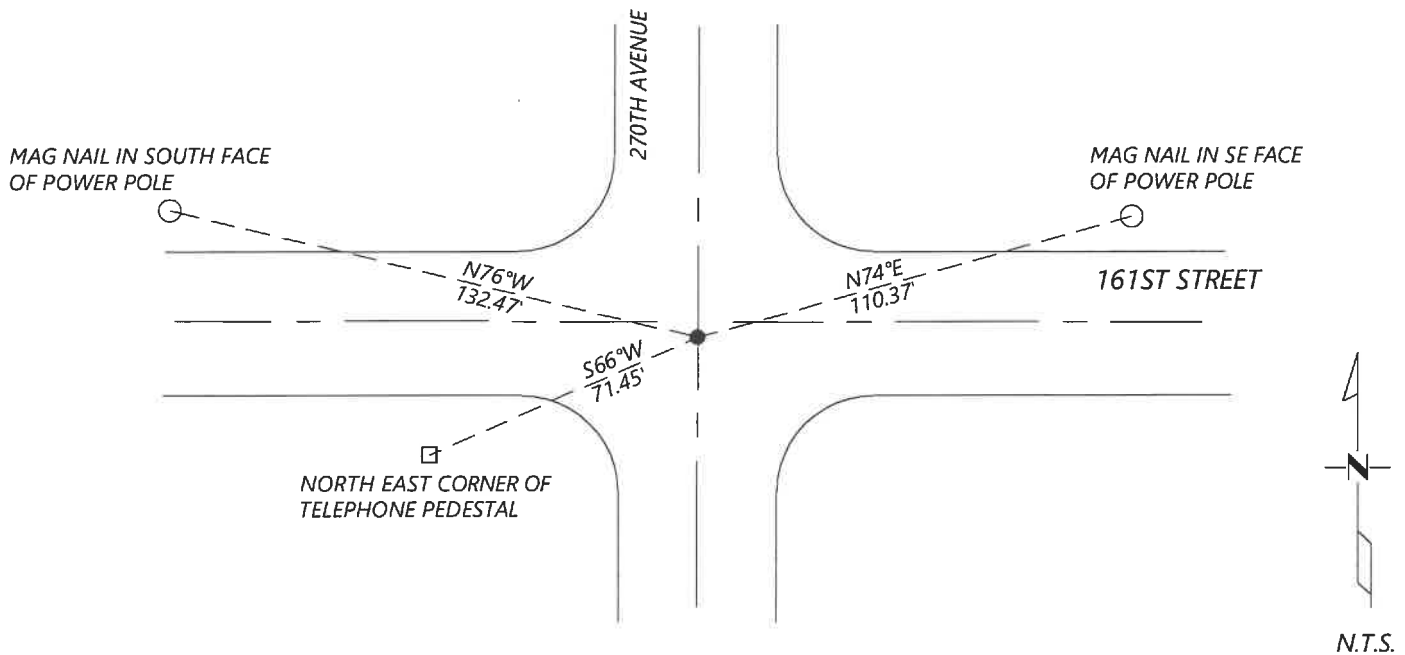 270TH AVENUE
MAG NAIL IN SOUTH FACE
OF POWER POLE
MAG NAIL IN SE FACE
OF POWER POLE
N76°W
132.47'
N74°E
110.37'
161ST STREET
S66°W
71.45'
NORTH EAST CORNER OF
TELEPHONE PEDESTAL
N
N.T.S.